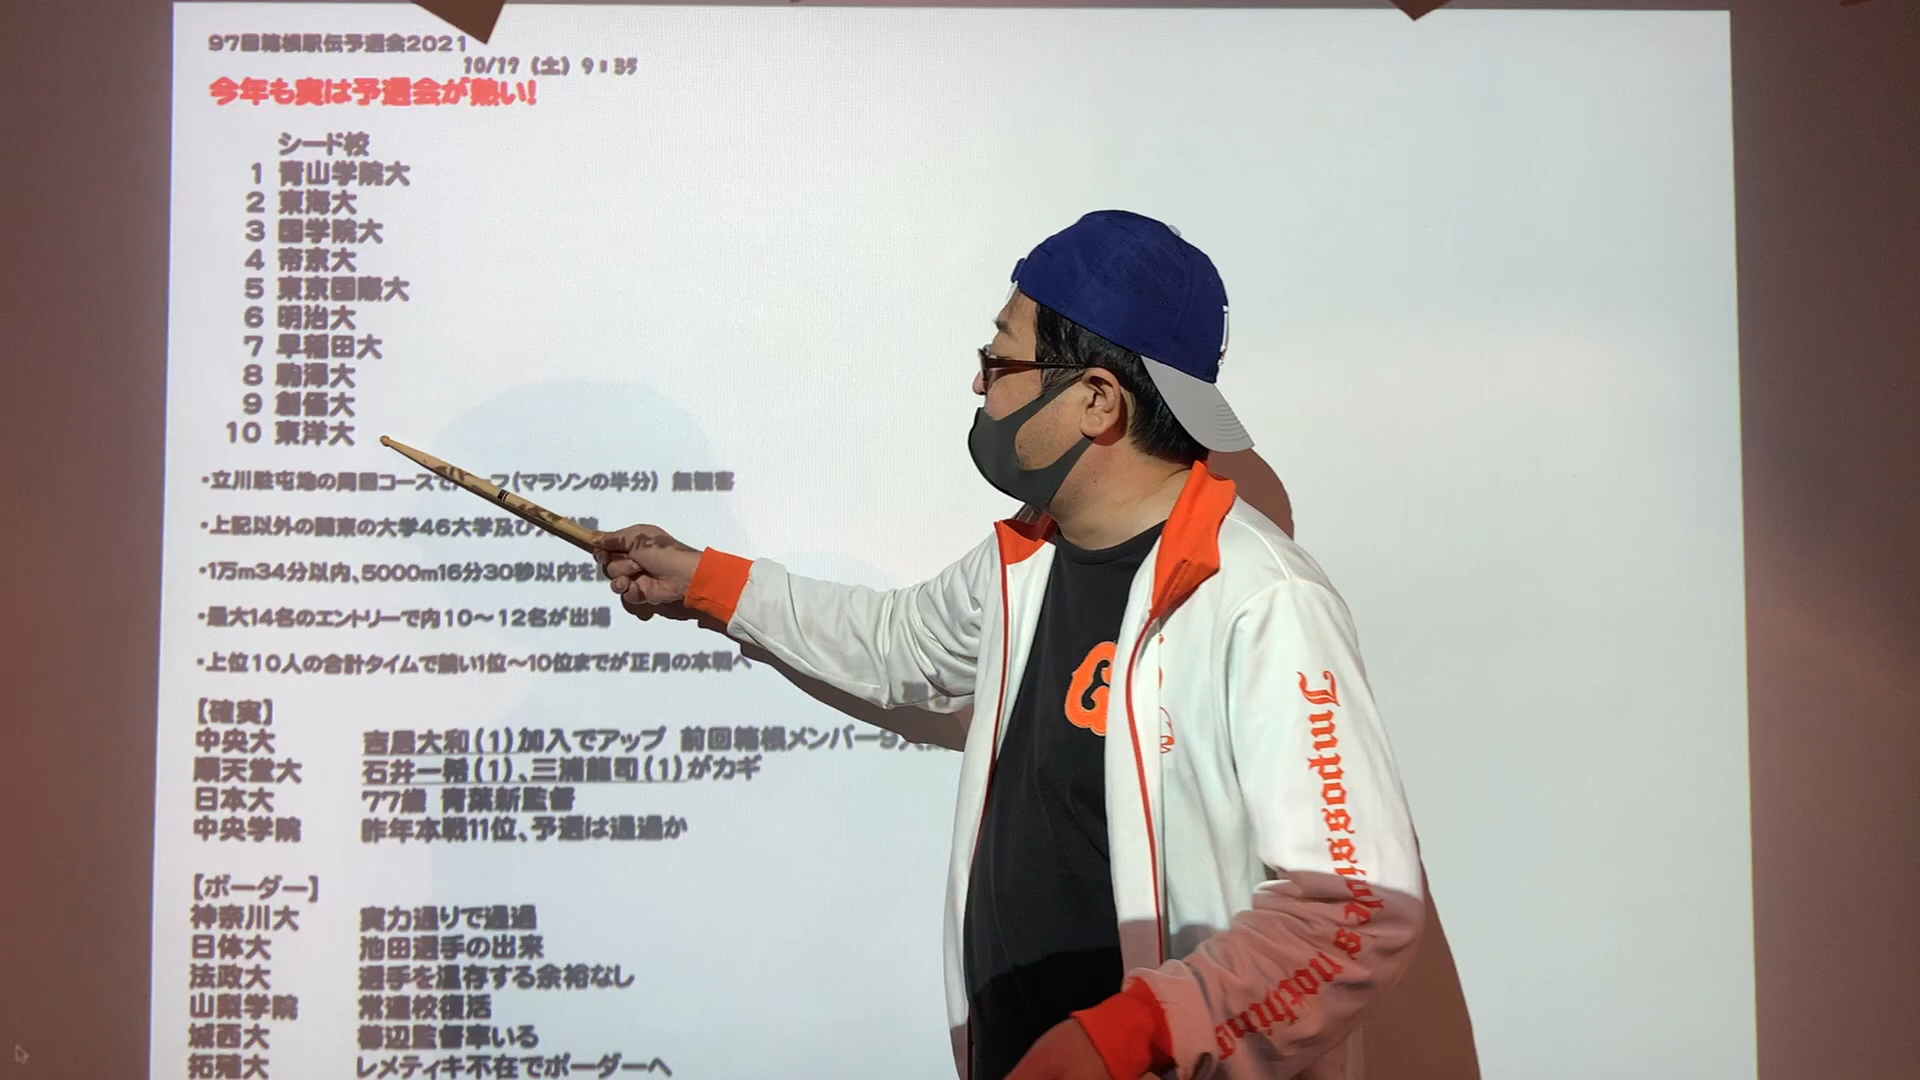 97回箱根駅伝予選会2021
10/17 (土) 9:35
今年も実は予選会が熱い!
シード校
1 青山学院大
2 東海大
3 国学院大
4 帝京大
5 東京国際大
6 明治大
7 早稲田大
8 駒澤大
9 創価大
10 東洋大
・立川駐屯地の周回コースで フ(マラソンの半分) 無観客
・上記以外の関東の大学46大学及び
・1万m34分以内、5000m16分30秒以内を
・最大14名のエントリーで内10～12名が出場
・上位10人の合計タイムで競い1位～10位までが正月の本戦へ
【確実】
中央大 吉居大和(1)加入でアップ 前回箱根メンバー9人
順天堂大 石井一希(1)、三浦龍司(1)がカギ
日本大 77歳 青葉新監督
中央学院 昨年本戦11位、予選は通過か
【ボーダー】
神奈川大 実力通りで通過
日体大 池田選手の出来
法政大 選手を温存する余裕なし
山梨学院 常連校復活
城西大 櫛辺監督率いる
拓殖大 レメティキ不在でボーダーへ
G
Impossible is nothing